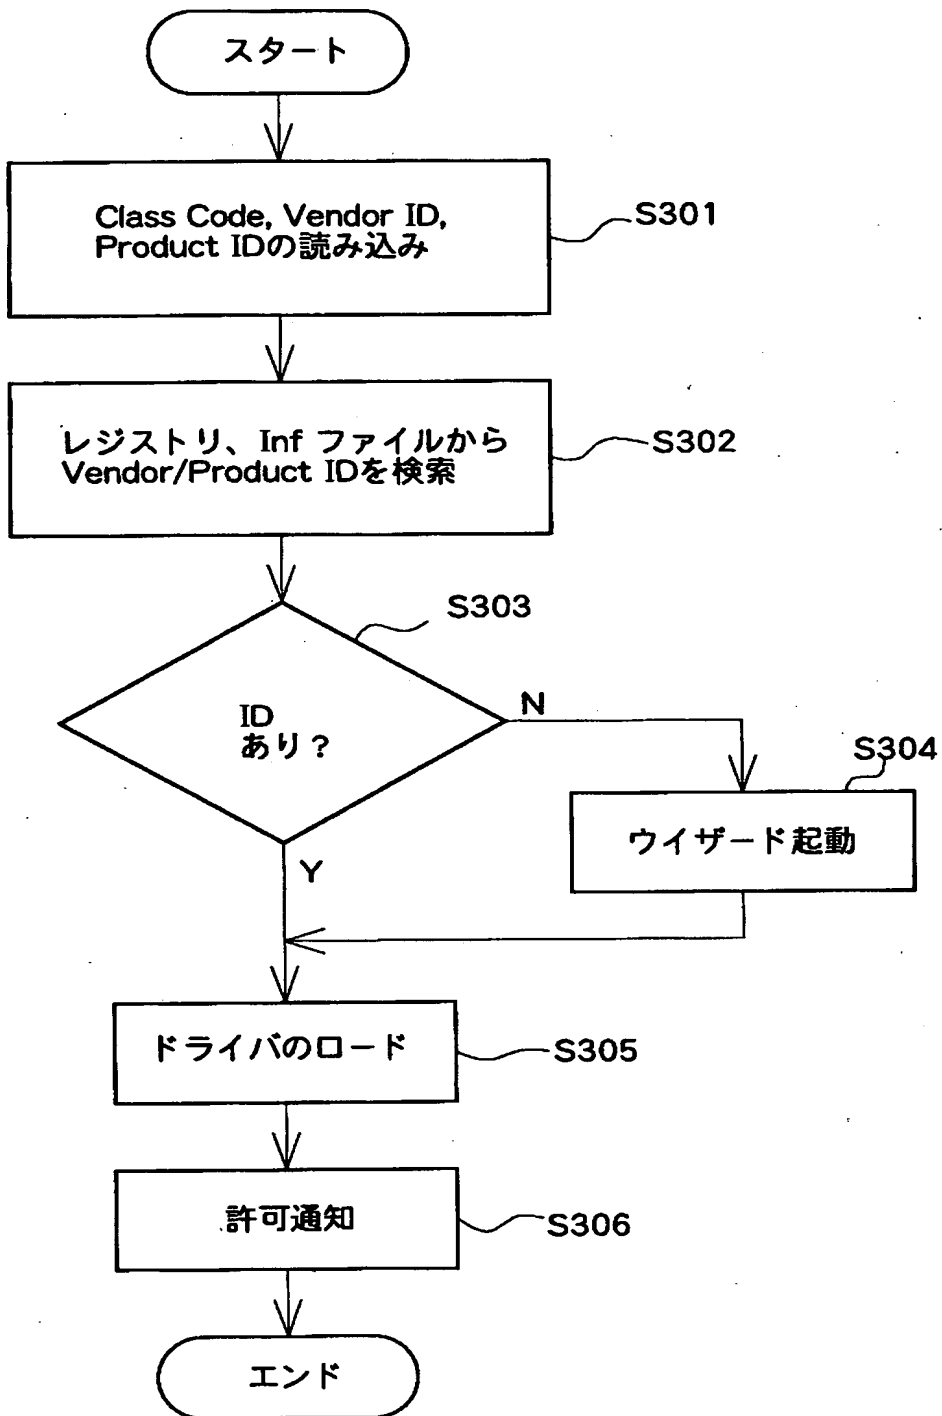 スタート
Class Code, Vendor ID,
Product IDの読み込み
S301
レジストリ、Inf ファイルから
Vendor/Product IDを検索
S302
S303
ID
あり？
N
S304
ウイザード起動
Y
ドライバのロード
S305
許可通知
S306
エンド